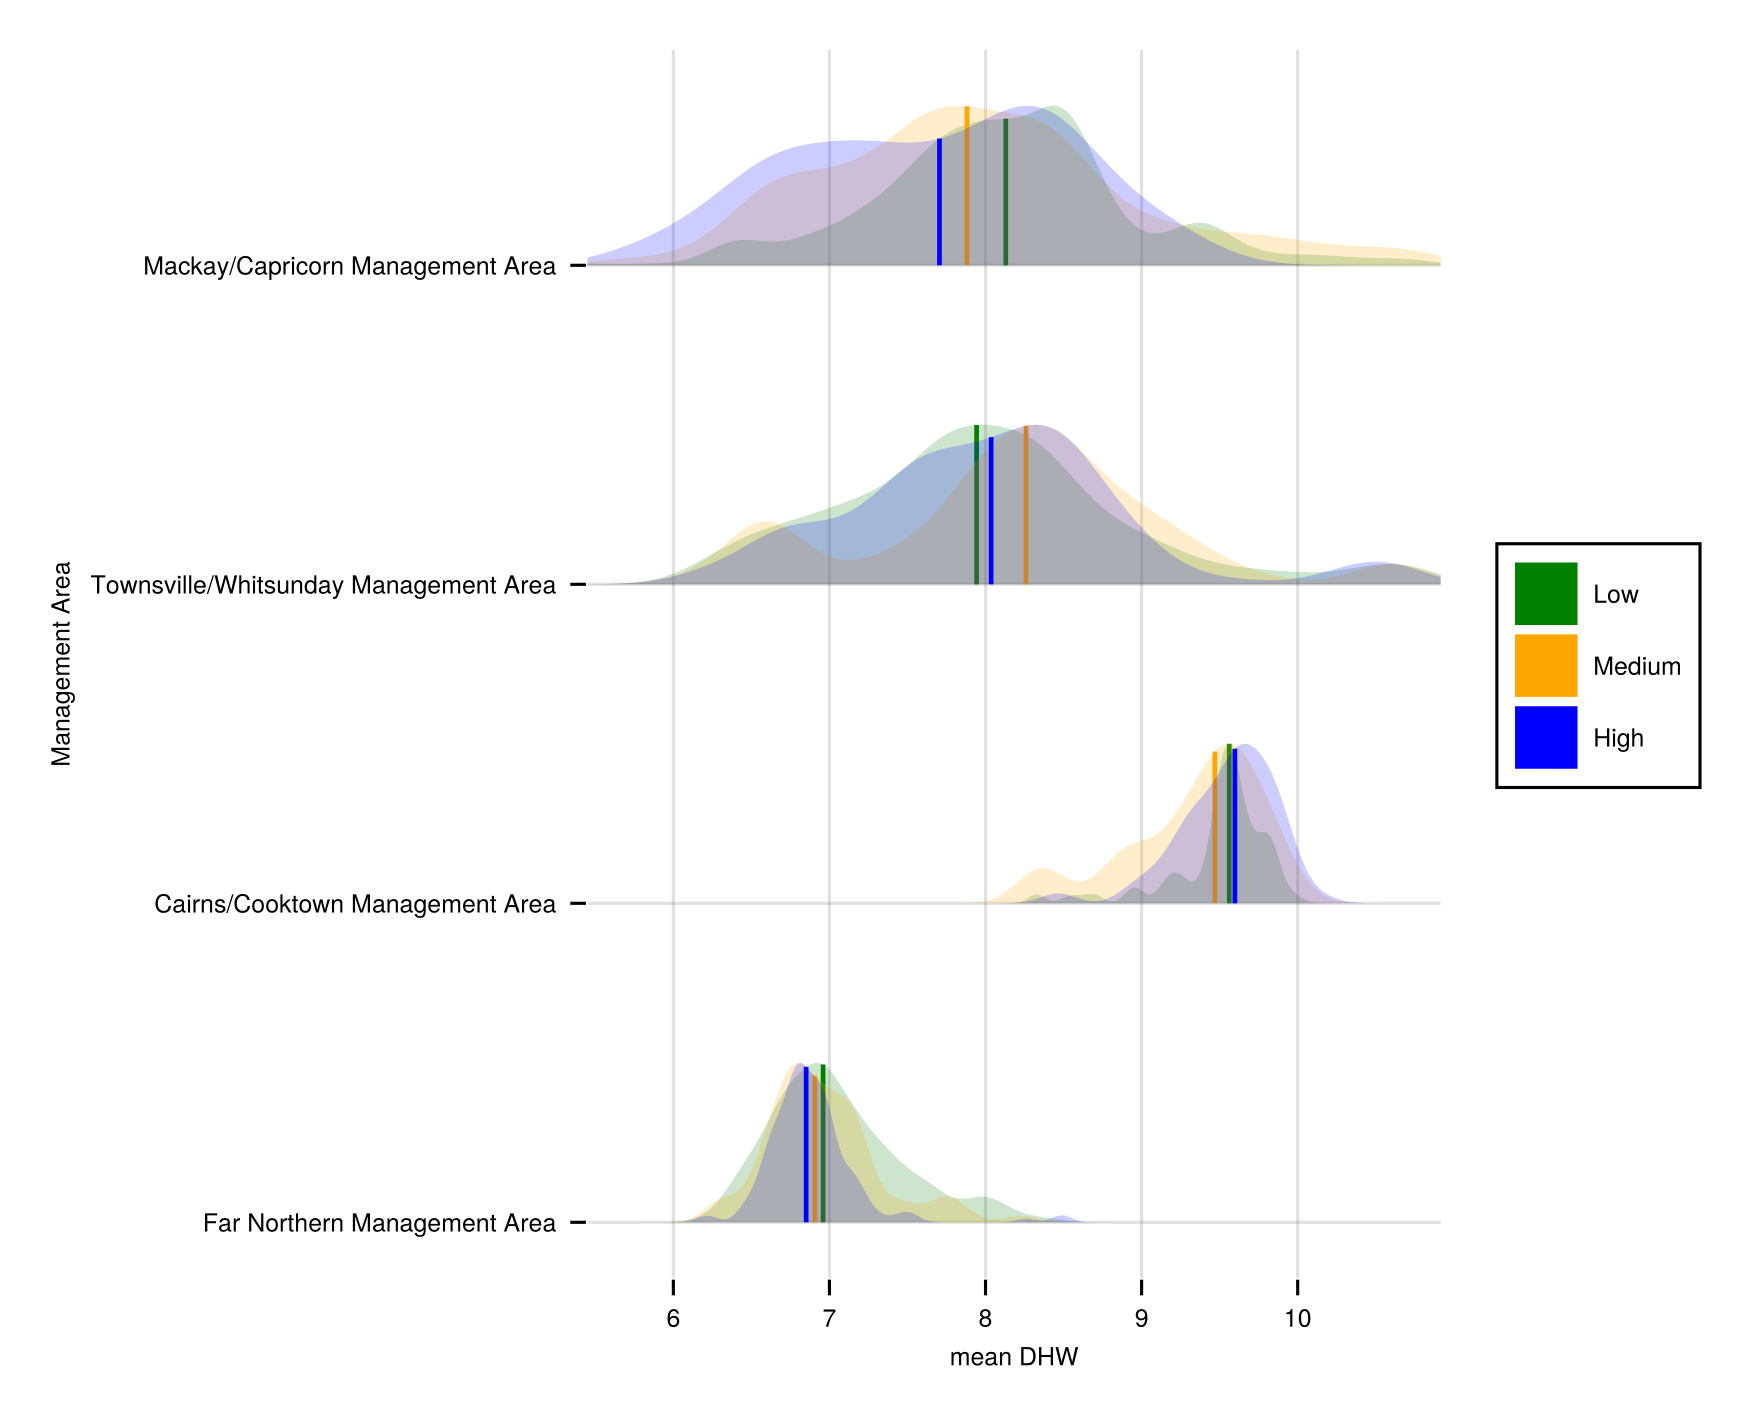 Mackay/Capricorn Management Area
Townsville/Whitsunday Management Area
Cairns/Cooktown Management Area
Far Northern Management Area
Management Area
6 7 8 9 10
mean DHW
Low
Medium
High